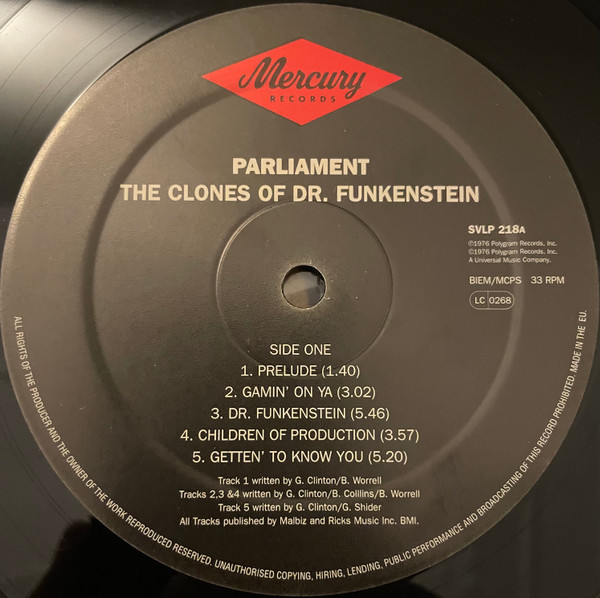 Mercury
RECORDS
PARLIAMENT
THE CLONES OF DR. FUNKENSTEIN
SVLP 218A
©1976 Polygram Records, Inc.
©1976 Polygram Records, Inc.
A Universal Music Company.
BIEM/MCPS 33 RPM
LC 0268
SIDE ONE
1. PRELUDE (1.40)
2. GAMIN' ON YA (3.02)
3. DR. FUNKENSTEIN (5.46)
4. CHILDREN OF PRODUCTION (3.57)
5. GETTEN' TO KNOW YOU (5.20)
Track 1 written by G. Clinton/B. Worrell
Tracks 2,3 &4 written by G. Clinton/B. Coillins/B. Worrell
Track 5 written by G. Clinton/G. Shider
All Tracks published by Malbiz and Ricks Music Inc. BMI.
ALL RIGHTS OF THE PRODUCER AND THE OWNER OF THE WORK REPRODUCED RESERVED. UNAUTHORISED COPYING, HIRING, LENDING, PUBLIC PERFORMANCE AND BROADCASTING OF THIS RECORD PROHIBITED. MADE IN THE EU.